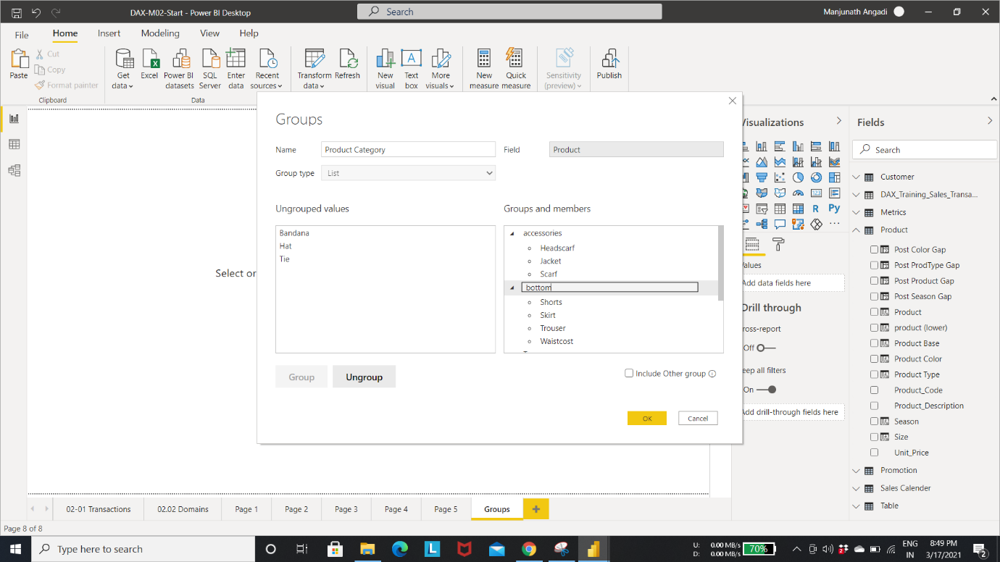 DAX-M02-Start - Power BI Desktop
Search
Manjunath Angadi
File
Home
Insert
Modeling
View
Help
Paste
Cut
Copy
Format painter
Clipboard
Get data
Excel
Power BI datasets
SQL Server
Enter data
Recent sources
Data
Transform data
Refresh
New visual
Text box
More visuals
New measure
Quick measure
Sensitivity (preview)
Publish
Groups
Name
Product Category
Field
Product
Group type
List
Ungrouped values
Bandana
Hat
Tie
Groups and members
accessories
Headscarf
Jacket
Scarf
bottom
Shorts
Skirt
Trouser
Waistcost
Group
Ungroup
Include Other group
OK
Cancel
Select or
Visualizations
123
R
Py
Values
Add data fields here
Drill through
ross-report
Off
eep all filters
On
Add drill-through fields here
Fields
Search
Customer
DAX_Training_Sales_Transa...
Metrics
Product
Post Color Gap
Post ProdType Gap
Post Product Gap
Post Season Gap
Product
product (lower)
Product Base
Product Color
Product Type
Product_Code
Product_Description
Season
Size
Unit_Price
Promotion
Sales Calender
Table
02-01 Transactions
02.02 Domains
Page 1
Page 2
Page 3
Page 4
Page 5
Groups
Page 8 of 8
Type here to search
L
U: 0.00 MB/s
D: 0.00 MB/s
70%
2
ENG
IN
8:49 PM
3/17/2021
2